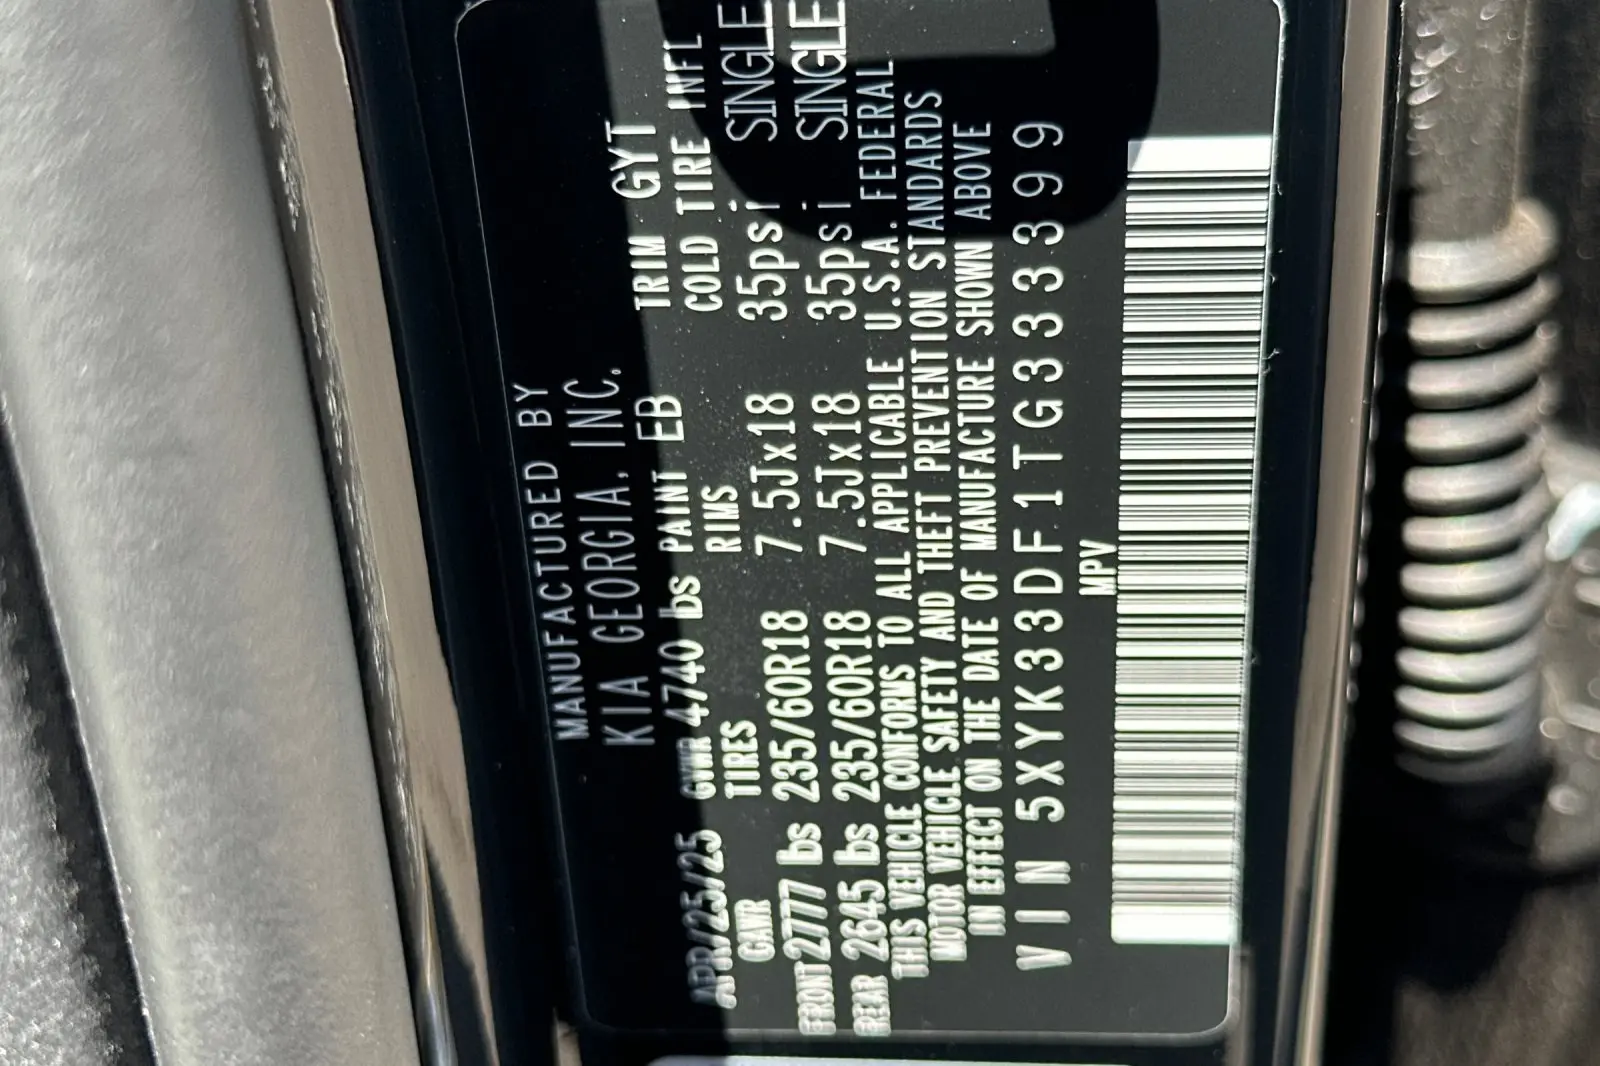 MANUFACTURED BY
KIA GEORGIA, INC.
APR/25/25 GVWR 4740 lbs PAINT EB TRIM GYT
GAWR TIRES RIMS COLD TIRE INFL
FRONT 2777 lbs 235/60R18 7.5Jx18 35psi SINGLE
REAR 2645 lbs 235/60R18 7.5Jx18 35psi SINGLE
THIS VEHICLE CONFORMS TO ALL APPLICABLE U.S.A. FEDERAL
MOTOR VEHICLE SAFETY AND THEFT PREVENTION STANDARDS
IN EFFECT ON THE DATE OF MANUFACTURE SHOWN ABOVE
VIN 5XYK33DF1TG333399
MPV